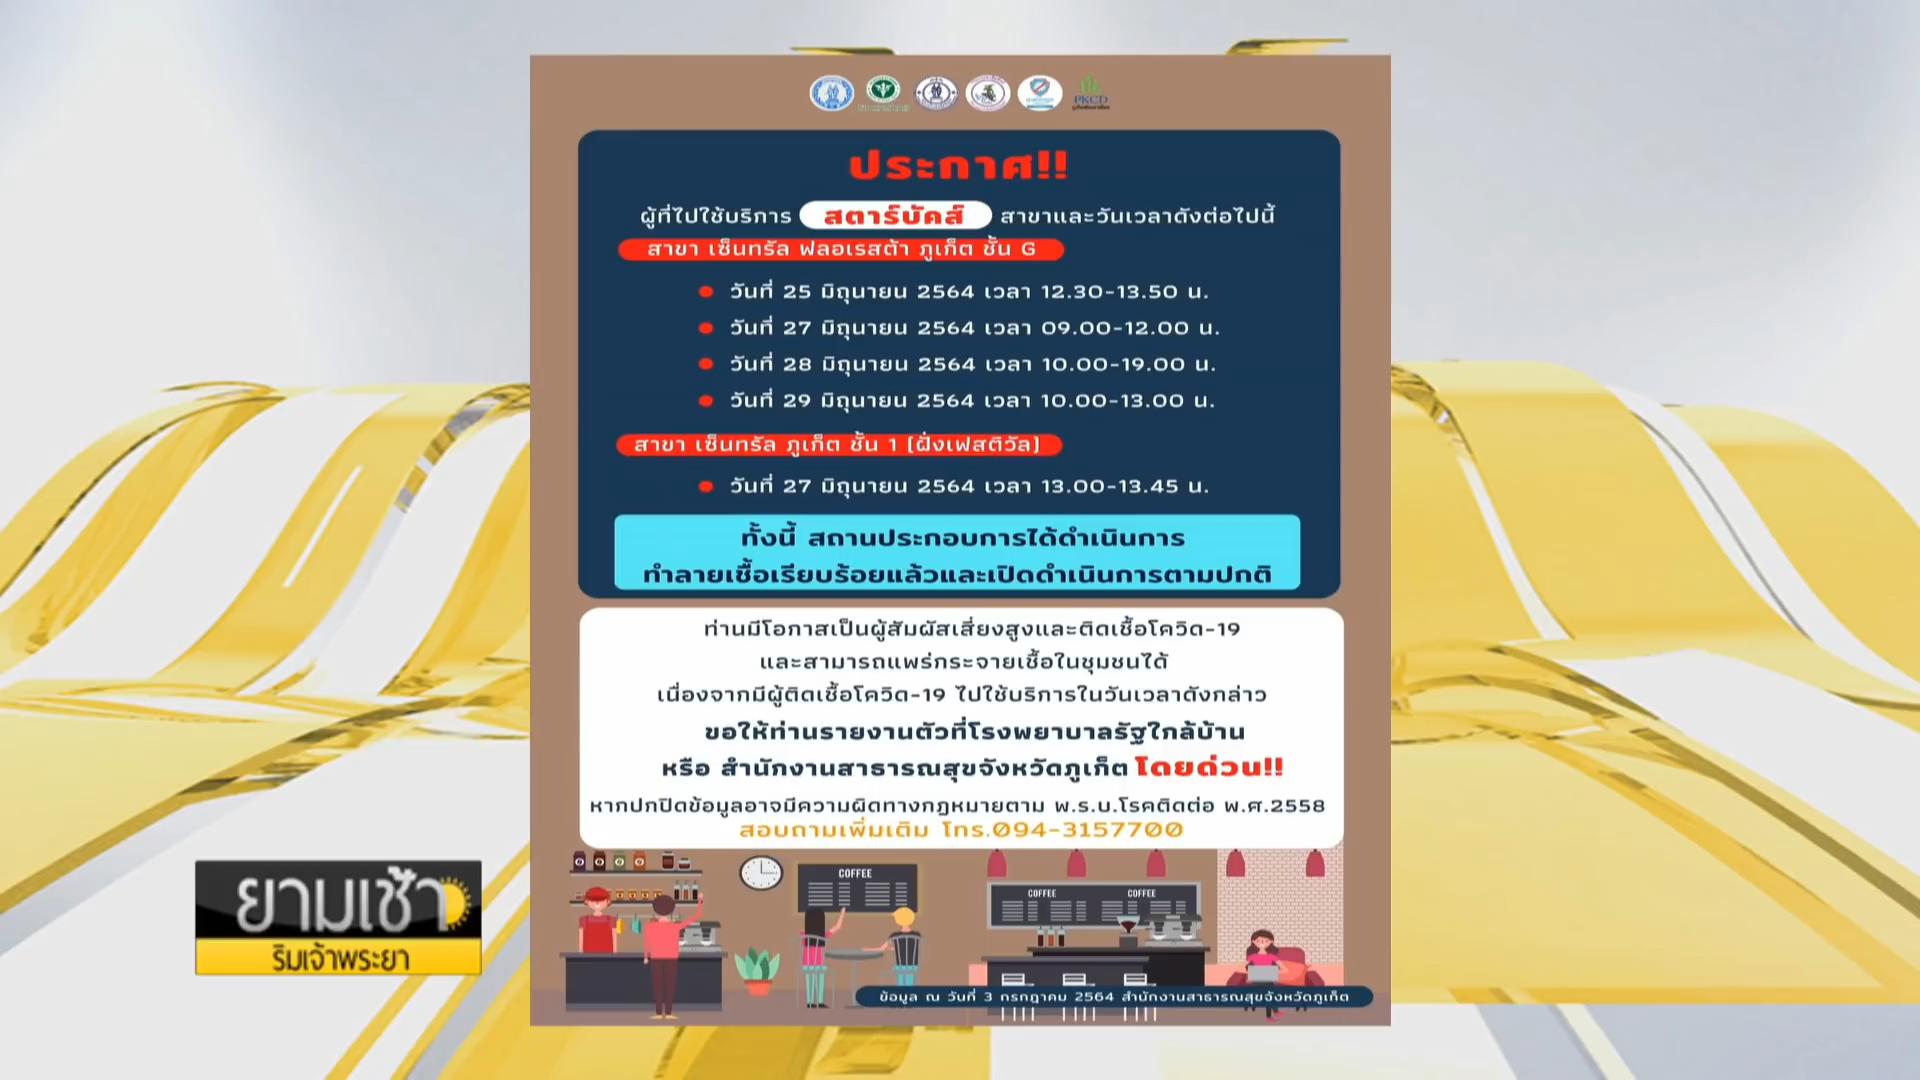 PKCD
ประกาศ!!
ผู้ที่ไปใช้บริการ สตาร์บัคส์ สาขาและวันเวลาดังต่อไปนี้
สาขา เซ็นทรัล ฟลอเรสต้า ภูเก็ต ชั้น G
วันที่ 25 มิถุนายน 2564 เวลา 12.30-13.50 น.
วันที่ 27 มิถุนายน 2564 เวลา 09.00-12.00 น.
วันที่ 28 มิถุนายน 2564 เวลา 10.00-19.00 น.
วันที่ 29 มิถุนายน 2564 เวลา 10.00-13.00 น.
สาขา เซ็นทรัล ภูเก็ต ชั้น 1 (ฝั่งเฟสติวัล)
วันที่ 27 มิถุนายน 2564 เวลา 13.00-13.45 น.
ทั้งนี้ สถานประกอบการได้ดำเนินการ
ทำลายเชื้อเรียบร้อยแล้วและเปิดดำเนินการตามปกติ
ท่านมีโอกาสเป็นผู้สัมผัสเสี่ยงสูงและติดเชื้อโควิด-19
และสามารถแพร่กระจายเชื้อในชุมชนได้
เนื่องจากมีผู้ติดเชื้อโควิด-19 ไปใช้บริการในวันเวลาดังกล่าว
ขอให้ท่านรายงานตัวที่โรงพยาบาลรัฐใกล้บ้าน
หรือ สำนักงานสาธารณสุขจังหวัดภูเก็ต โดยด่วน!!
หากปกปิดข้อมูลอาจมีความผิดทางกฎหมายตาม พ.ร.บ.โรคติดต่อ พ.ศ.2558
สอบถามเพิ่มเติม โทร.094-3157700
COFFEE
COFFEE COFFEE
ข้อมูล ณ วันที่ 3 กรกฎาคม 2564 สำนักงานสาธารณสุขจังหวัดภูเก็ต
ยามเช้า
ริมเจ้าพระยา